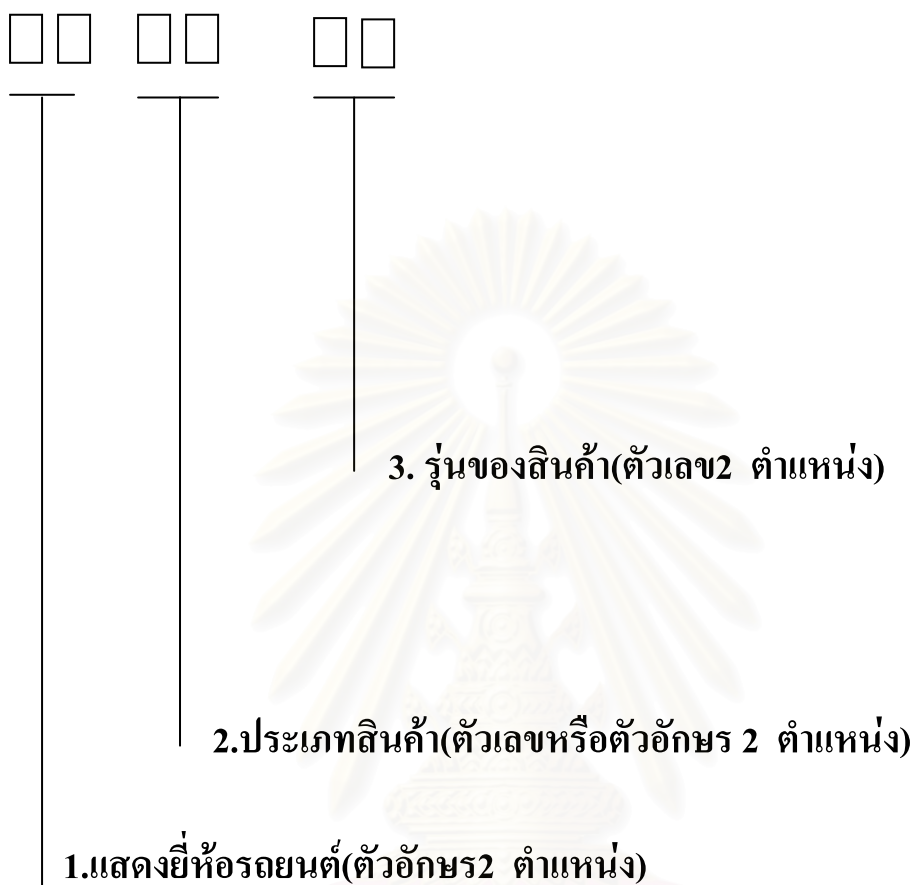 3. รุ่นของสินค้า(ตัวเลข2 ตำแหน่ง)
2.ประเภทสินค้า(ตัวเลขหรือตัวอักษร 2 ตำแหน่ง)
1.แสดงยี่ห้อรถยนต์(ตัวอักษร2 ตำแหน่ง)